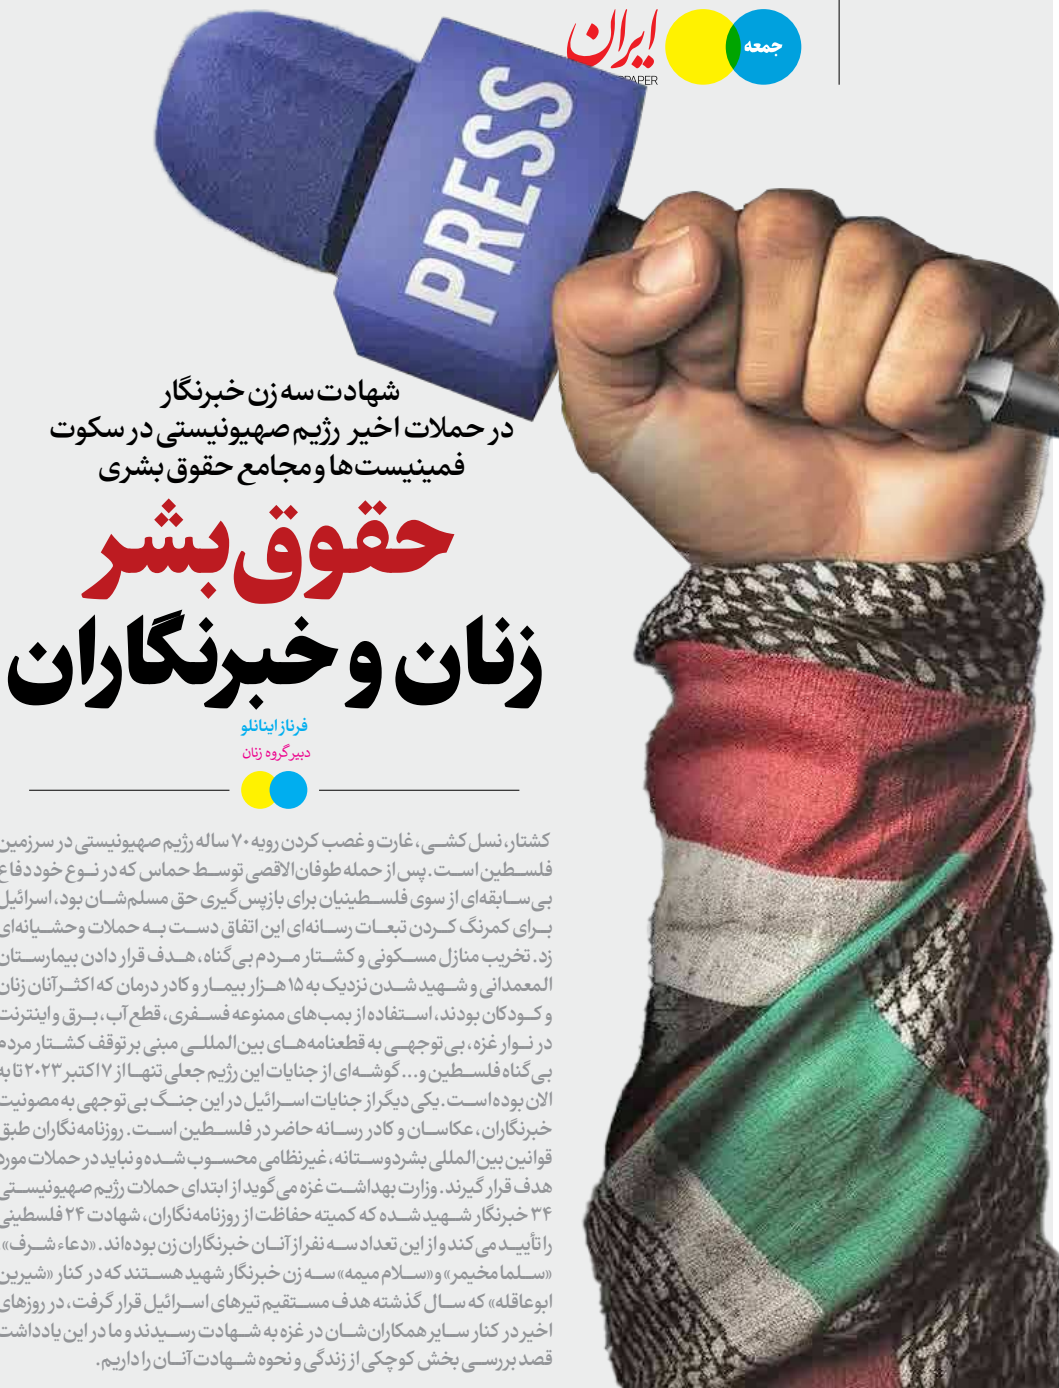 جمعه
ایران
PAPER
PRESS
شهادت سه زن خبرنگار
در حملات اخیر رژیم صهیونیستی در سکوت
فمینیست‌ها و مجامع حقوق بشری
حقوق بشر
زنان و خبرنگاران
فرناز اینانلو
دبیر گروه زنان
کشتار، نسل کشی، غارت و غصب کردن رویه ۷۰ ساله رژیم صهیونیستی در سرزمین
فلسطین است. پس از حمله طوفان الاقصی توسط حماس که در نوع خود دفاع
بی‌سابقه‌ای از سوی فلسطینیان برای بازپس گیری حق مسلم‌شان بود، اسرائیل
برای کمرنگ کردن تبعات رسانه‌ای این اتفاق دست به حملات وحشیانه‌ای
زد. تخریب منازل مسکونی و کشتار مردم بی‌گناه، هدف قرار دادن بیمارستان
المعمدانی و شهید شدن نزدیک به ۱۵ هزار بیمار و کادر درمان که اکثر آنان زنان
و کودکان بودند، استفاده از بمب‌های ممنوعه فسفری، قطع آب، برق و اینترنت
در نوار غزه، بی‌توجهی به قطعنامه‌های بین‌المللی مبنی بر توقف کشتار مردم
بی‌گناه فلسطین و... گوشه‌ای از جنایات این رژیم جعلی تنها از ۷ اکتبر ۲۰۲۳ تا به
الان بوده است. یکی دیگر از جنایات اسرائیل در این جنگ بی‌توجهی به مصونیت
خبرنگاران، عکاسان و کادر رسانه حاضر در فلسطین است. روزنامه‌نگاران طبق
قوانین بین‌المللی بشردوستانه، غیرنظامی محسوب شده و نباید در حملات مورد
هدف قرار گیرند. وزارت بهداشت غزه می‌گوید از ابتدای حملات رژیم صهیونیستی
۳۴ خبرنگار شهید شده که کمیته حفاظت از روزنامه‌نگاران، شهادت ۲۴ فلسطینی
را تأیید می‌کند و از این تعداد سه نفر از آنان خبرنگاران زن بوده‌اند. «دعاء شرف»،
«سلما مخیمر» و «سلام میمه» سه زن خبرنگار شهید هستند که در کنار «شیرین
ابوعاقله» که سال گذشته هدف مستقیم تیرهای اسرائیل قرار گرفت، در روزهای
اخیر در کنار سایر همکاران‌شان در غزه به شهادت رسیدند و ما در این یادداشت
قصد بررسی بخش کوچکی از زندگی و نحوه شهادت آنان را داریم.